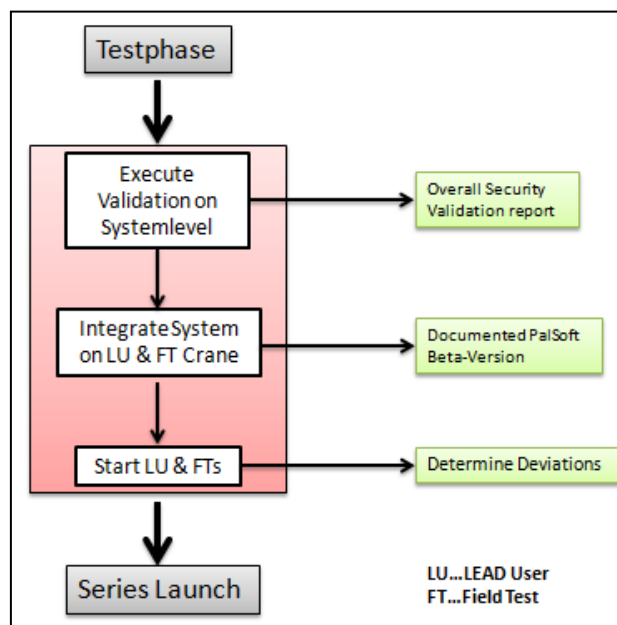 Testphase
Execute
Validation on
Systemlevel
Overall Security
Validation report
Integrate System
on LU & FT Crane
Documented PalSoft
Beta-Version
Start LU & FTs
Determine Deviations
Series Launch
LU...LEAD User
FT...Field Test